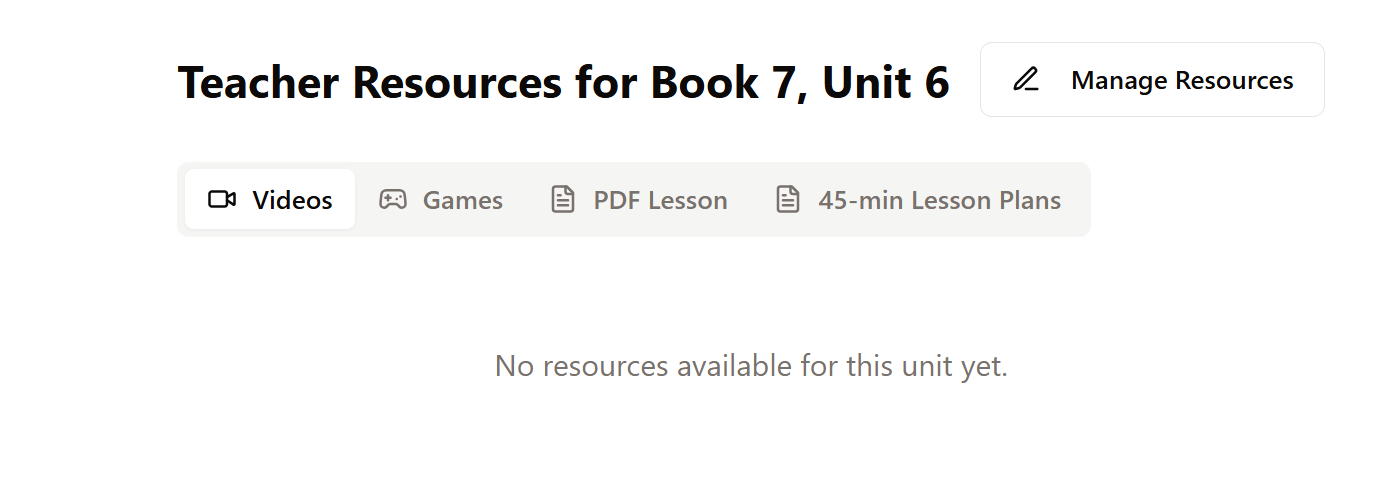 Teacher Resources for Book 7, Unit 6
Manage Resources
Videos
Games
PDF Lesson
45-min Lesson Plans
No resources available for this unit yet.